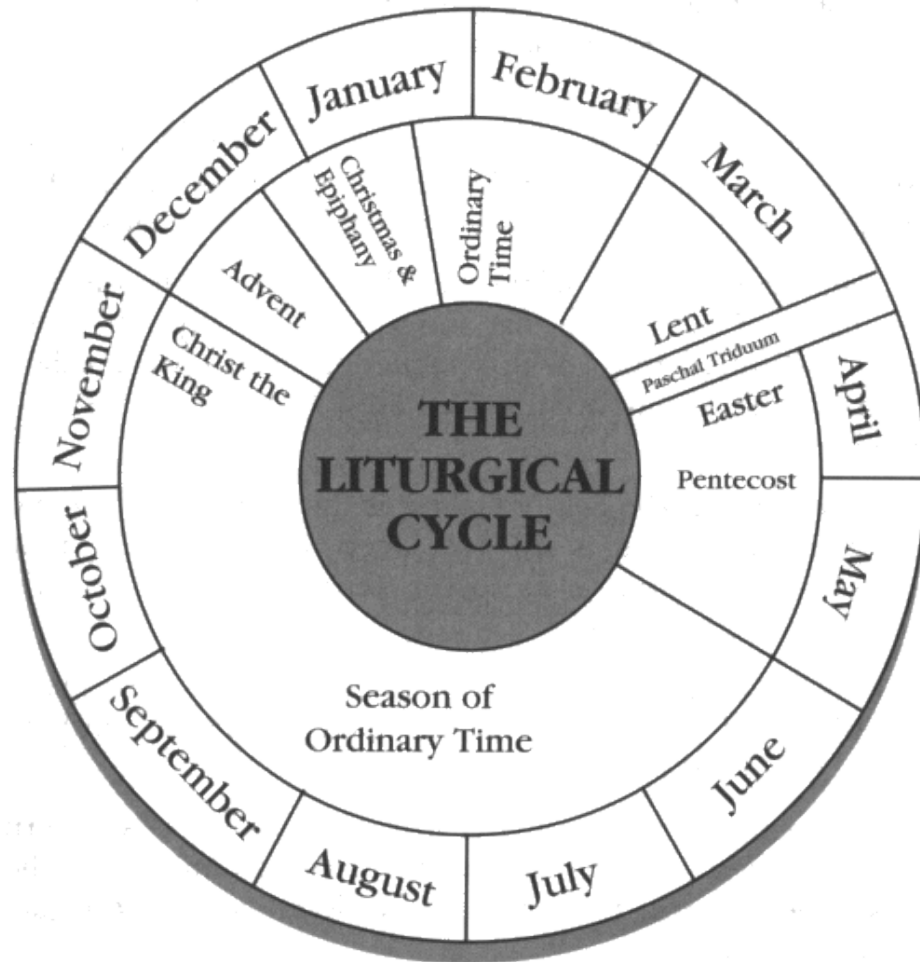 January
February
March
April
May
June
July
August
September
October
November
December
Christmas &
Epiphany
Ordinary
Time
Lent
Paschal Triduum
Easter
Pentecost
Season of
Ordinary Time
Christ the
King
Advent
THE
LITURGICAL
CYCLE